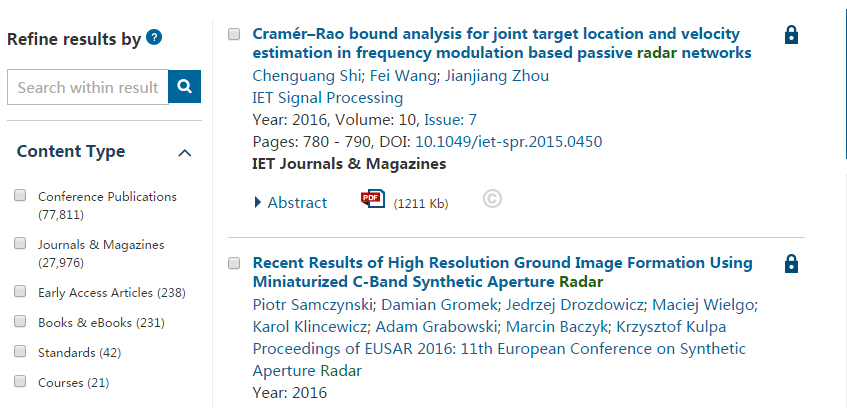 Refine results by ?
Search within result
Content Type
Conference Publications
(77,811)
Journals & Magazines
(27,976)
Early Access Articles (238)
Books & eBooks (231)
Standards (42)
Courses (21)
Cramér–Rao bound analysis for joint target location and velocity
estimation in frequency modulation based passive radar networks
Chenguang Shi; Fei Wang; Jianjiang Zhou
IET Signal Processing
Year: 2016, Volume: 10, Issue: 7
Pages: 780 - 790, DOI: 10.1049/iet-spr.2015.0450
IET Journals & Magazines
Abstract PDF (1211 Kb) ©
Recent Results of High Resolution Ground Image Formation Using
Miniaturized C-Band Synthetic Aperture Radar
Piotr Samczynski; Damian Gromek; Jedrzej Drozdowicz; Maciej Wielgo;
Karol Klincewicz; Adam Grabowski; Marcin Baczyk; Krzysztof Kulpa
Proceedings of EUSAR 2016: 11th European Conference on Synthetic
Aperture Radar
Year: 2016